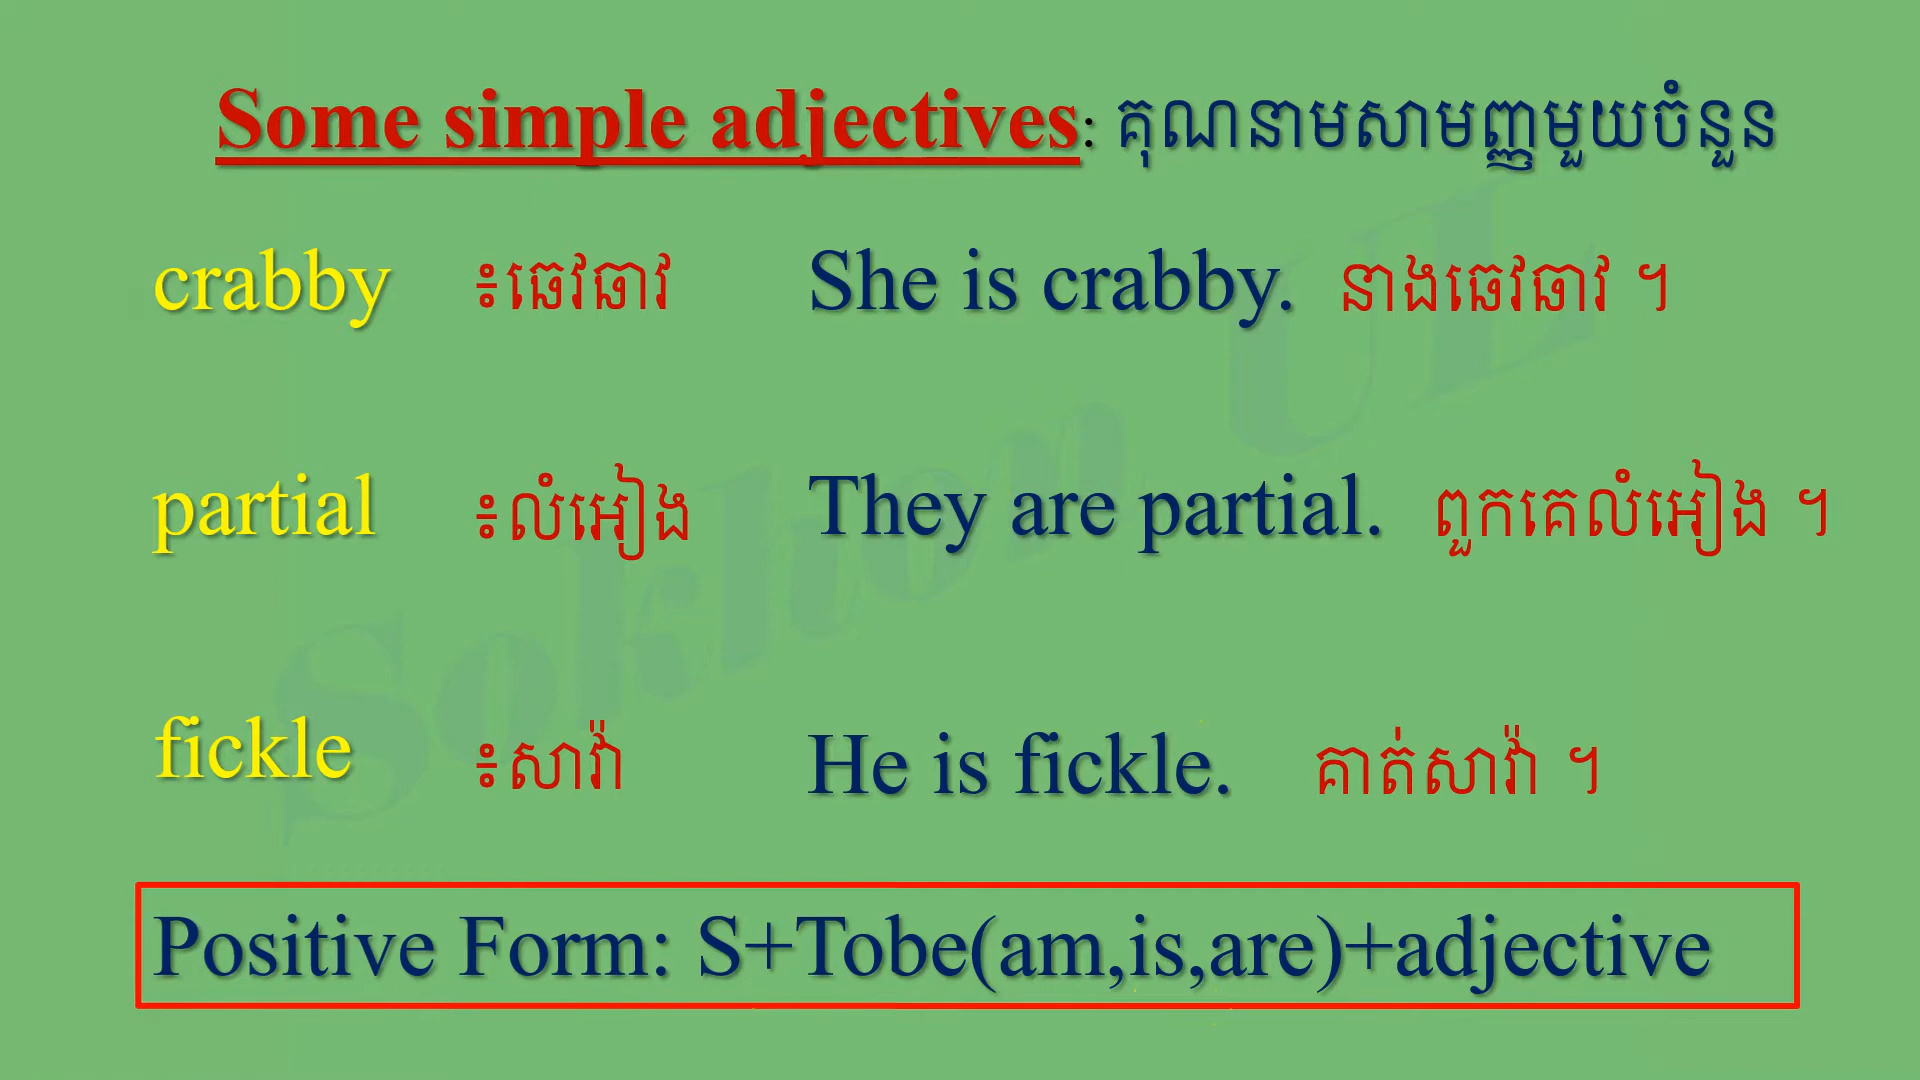 Some simple adjectives: គុណនាមសាមញ្ញមួយចំនួន
crabby ៖ឆេវឆាវ She is crabby. នាងឆេវឆាវ ។
partial ៖លំអៀង They are partial. ពួកគេលំអៀង ។
fickle ៖សាវ៉ា He is fickle. គាត់សាវ៉ា ។
Positive Form: S+Tobe(am,is,are)+adjective
Sokhon UL